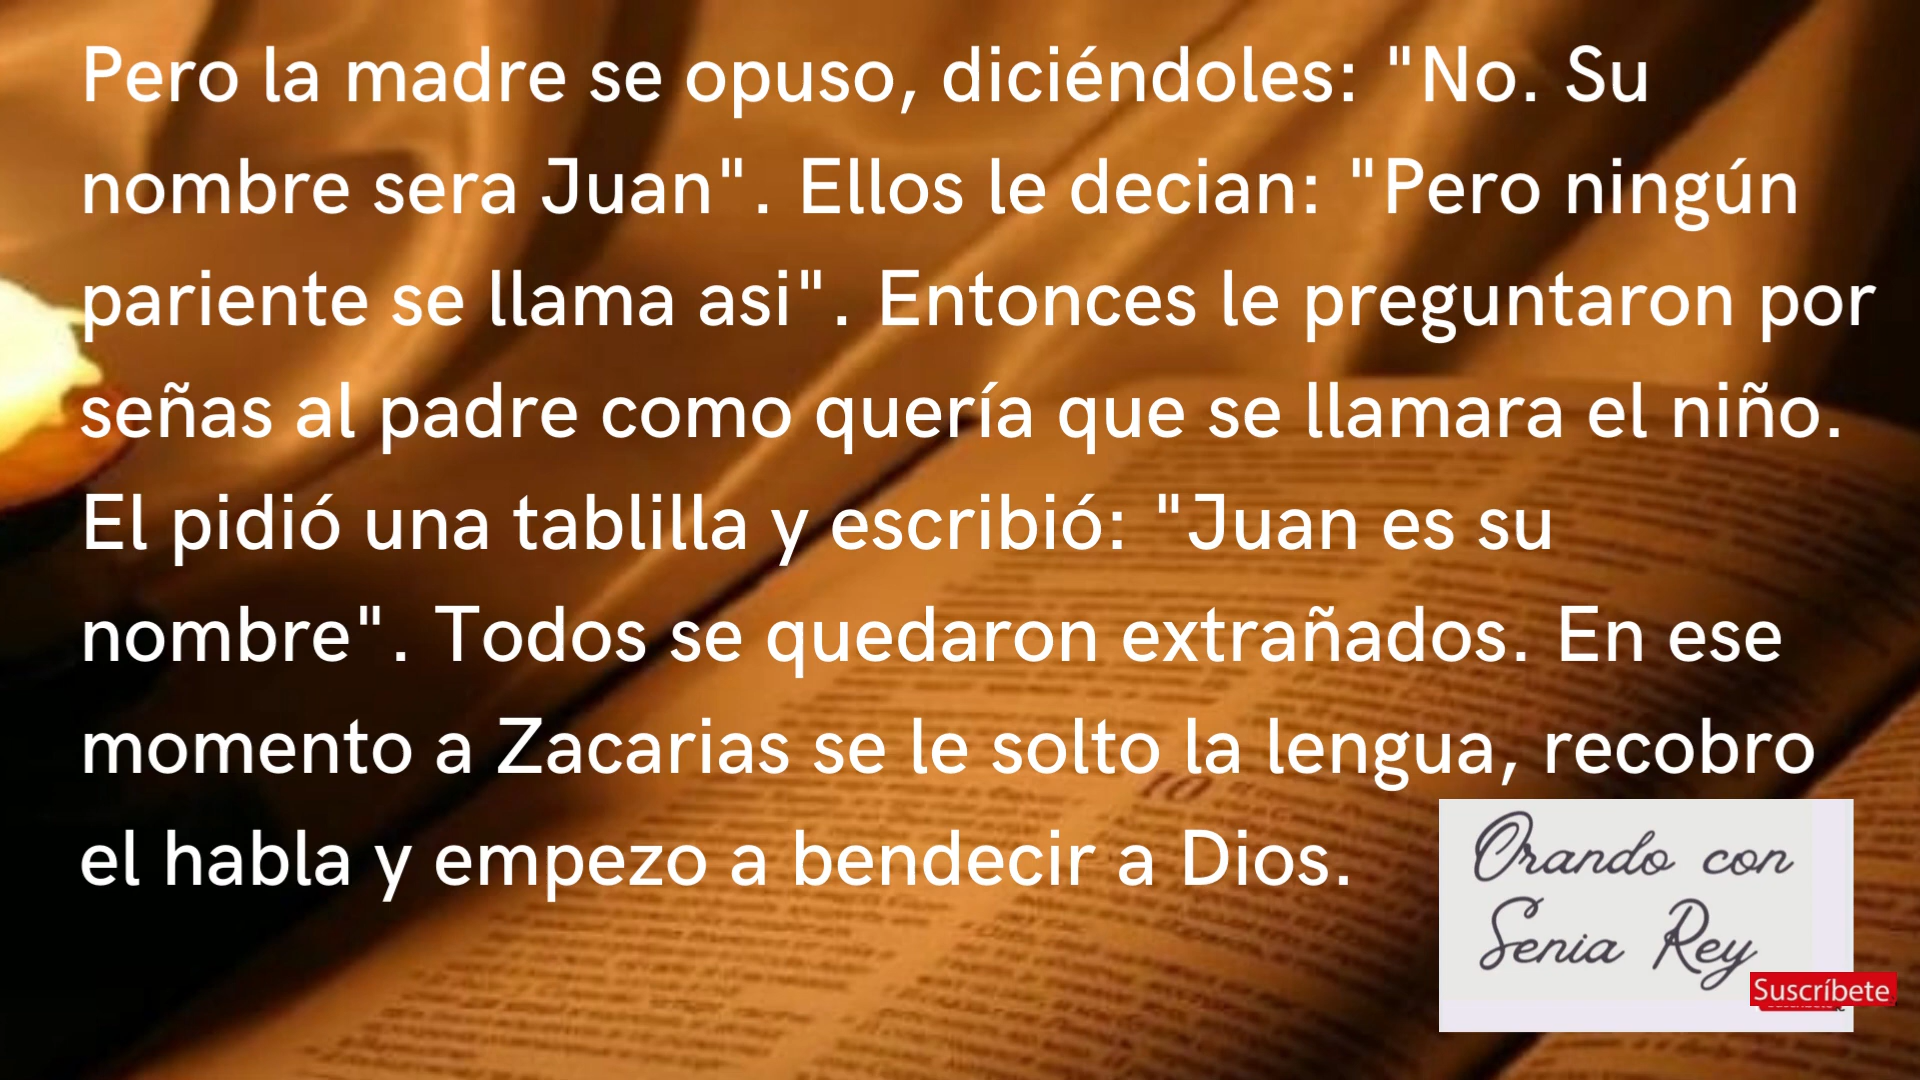 Pero la madre se opuso, diciéndoles: "No. Su
nombre sera Juan". Ellos le decian: "Pero ningún
pariente se llama asi". Entonces le preguntaron por
señas al padre como quería que se llamara el niño.
El pidió una tablilla y escribió: "Juan es su
nombre". Todos se quedaron extrañados. En ese
momento a Zacarias se le solto la lengua, recobro
el habla y empezo a bendecir a Dios.
10
Orando con
Senia Rey
Suscríbete